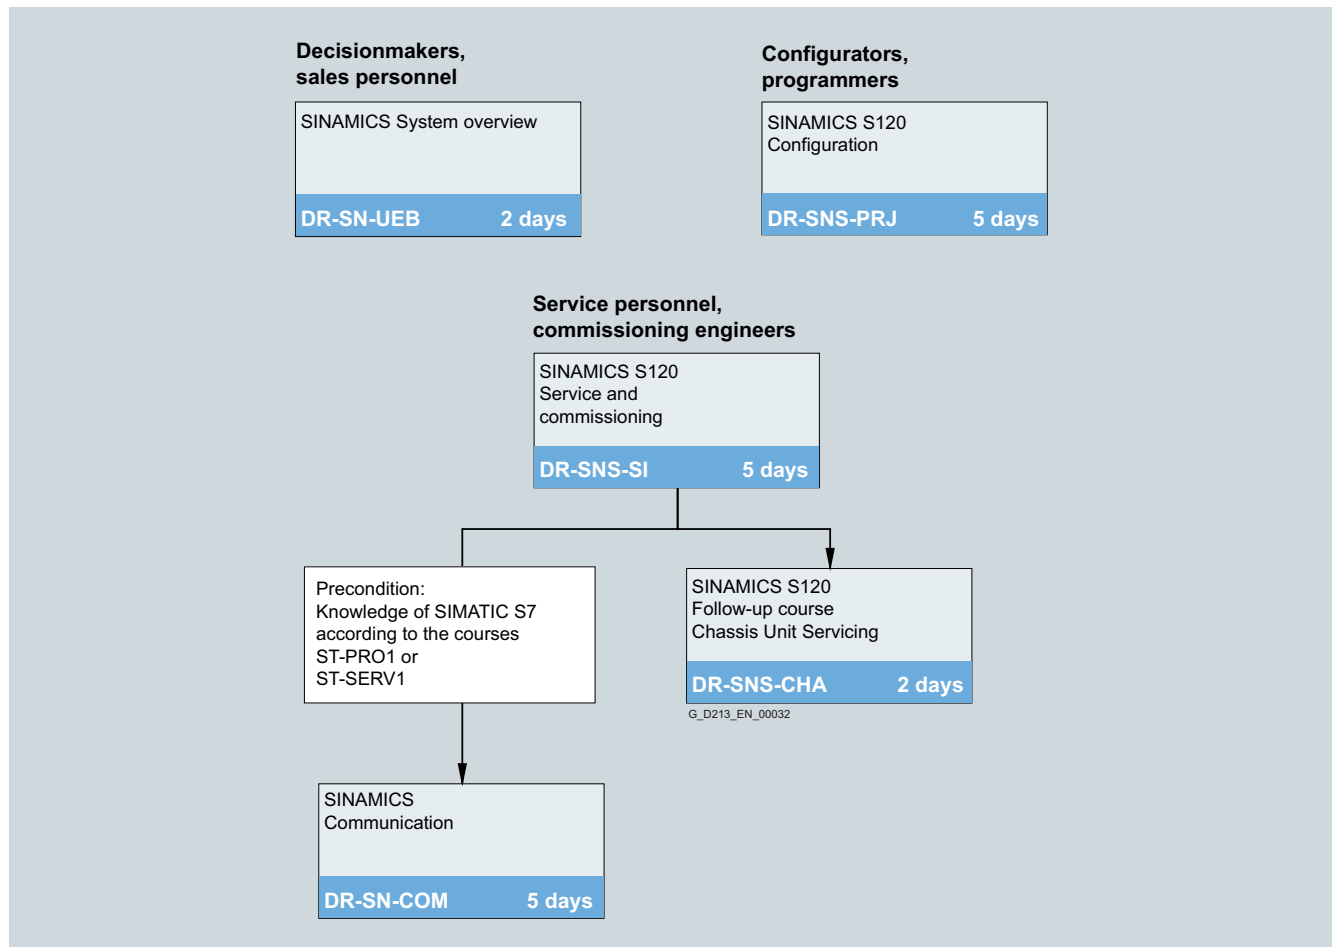 Decisionmakers,
sales personnel
SINAMICS System overview
DR-SN-UEB 2 days
Configurators,
programmers
SINAMICS S120
Configuration
DR-SNS-PRJ 5 days
Service personnel,
commissioning engineers
SINAMICS S120
Service and
commissioning
DR-SNS-SI 5 days
Precondition:
Knowledge of SIMATIC S7
according to the courses
ST-PRO1 or
ST-SERV1
SINAMICS S120
Follow-up course
Chassis Unit Servicing
DR-SNS-CHA 2 days
G_D213_EN_00032
SINAMICS
Communication
DR-SN-COM 5 days